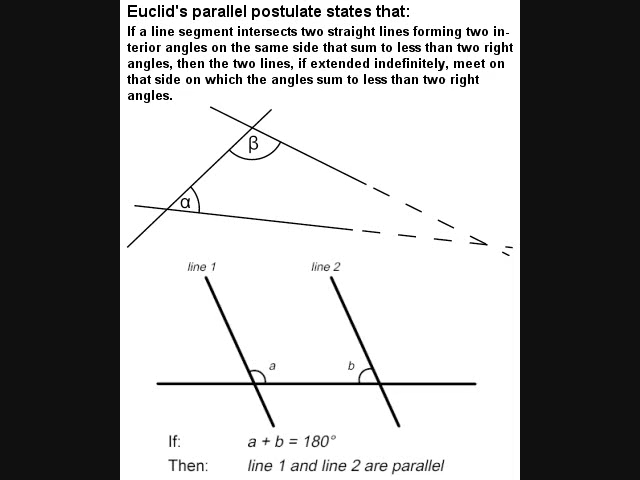 Euclid's parallel postulate states that:
If a line segment intersects two straight lines forming two in-
terior angles on the same side that sum to less than two right
angles, then the two lines, if extended indefinitely, meet on
that side on which the angles sum to less than two right
angles.
β
α
line 1 line 2
a b
If: a + b = 180°
Then: line 1 and line 2 are parallel